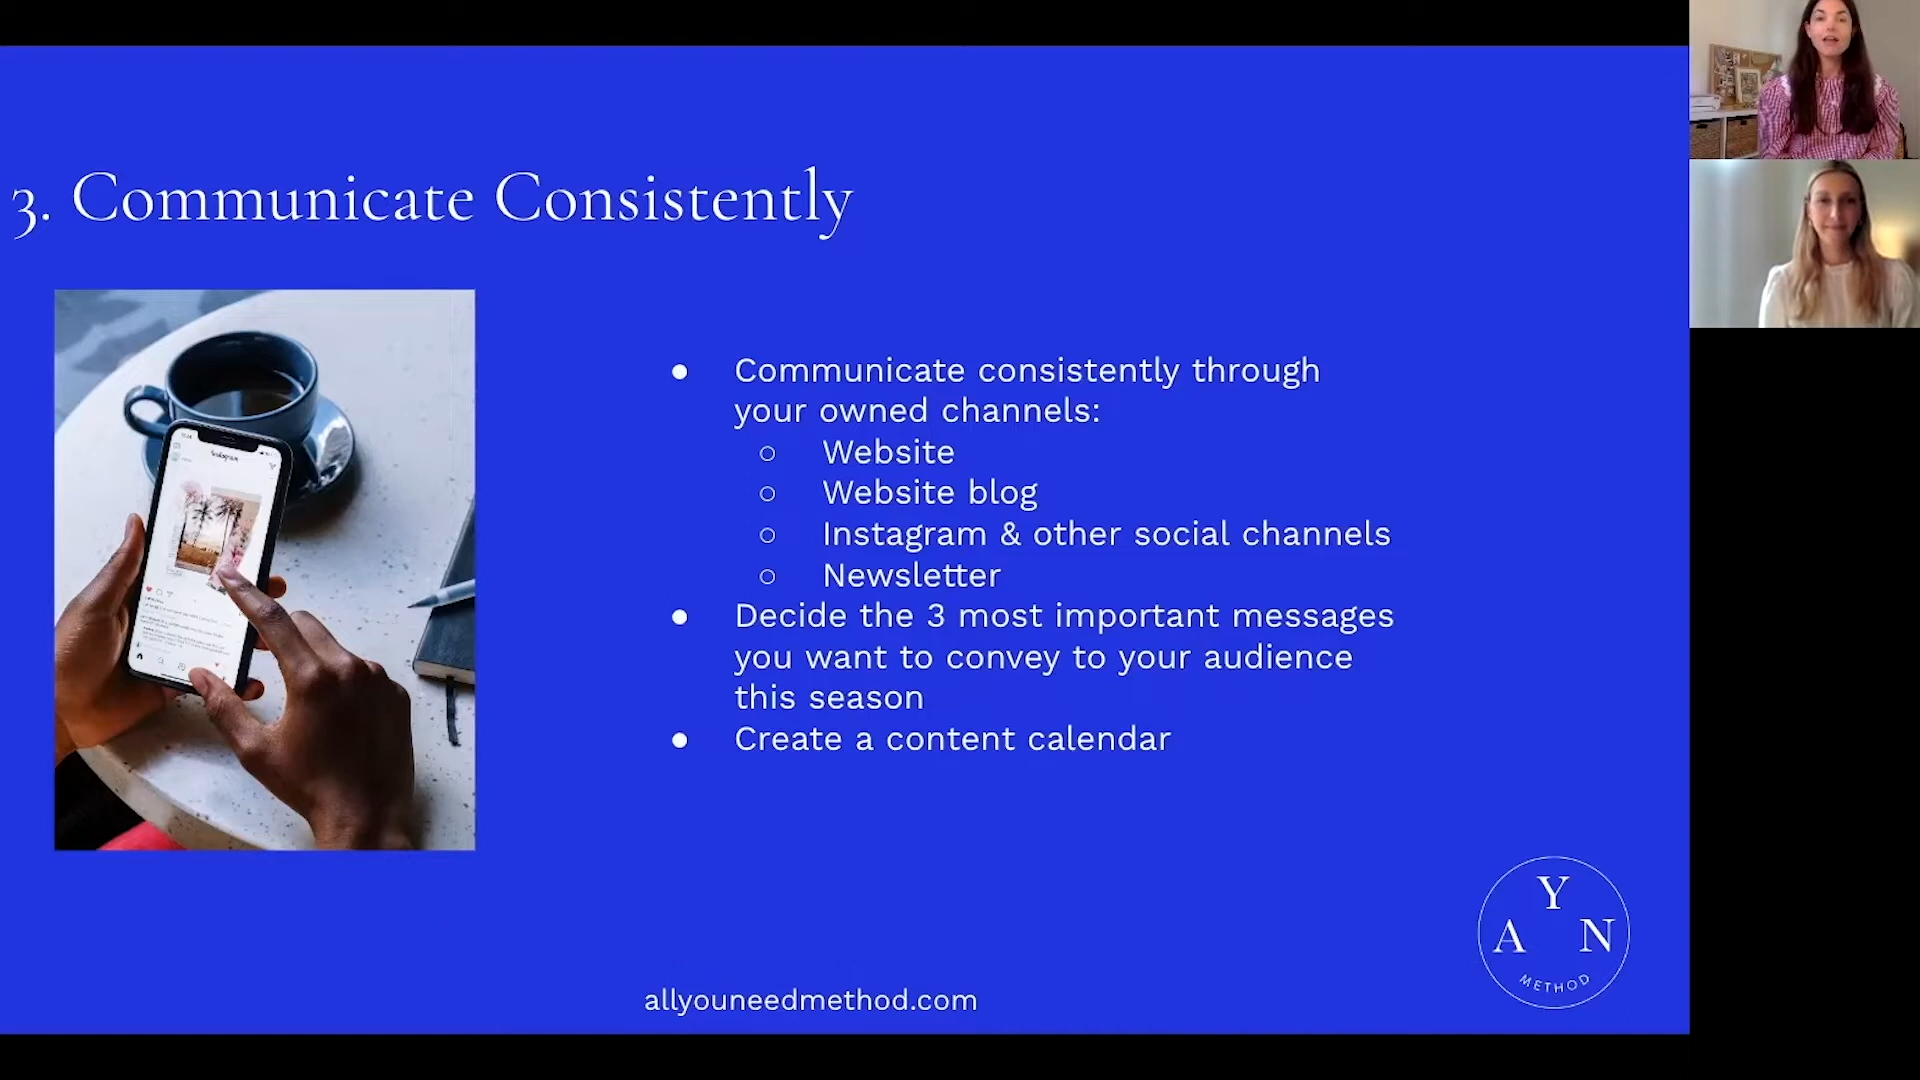 3. Communicate Consistently
Instagram
● Communicate consistently through
your owned channels:
○ Website
○ Website blog
○ Instagram & other social channels
○ Newsletter
● Decide the 3 most important messages
you want to convey to your audience
this season
● Create a content calendar
Y
A N
METHOD
allyouneedmethod.com